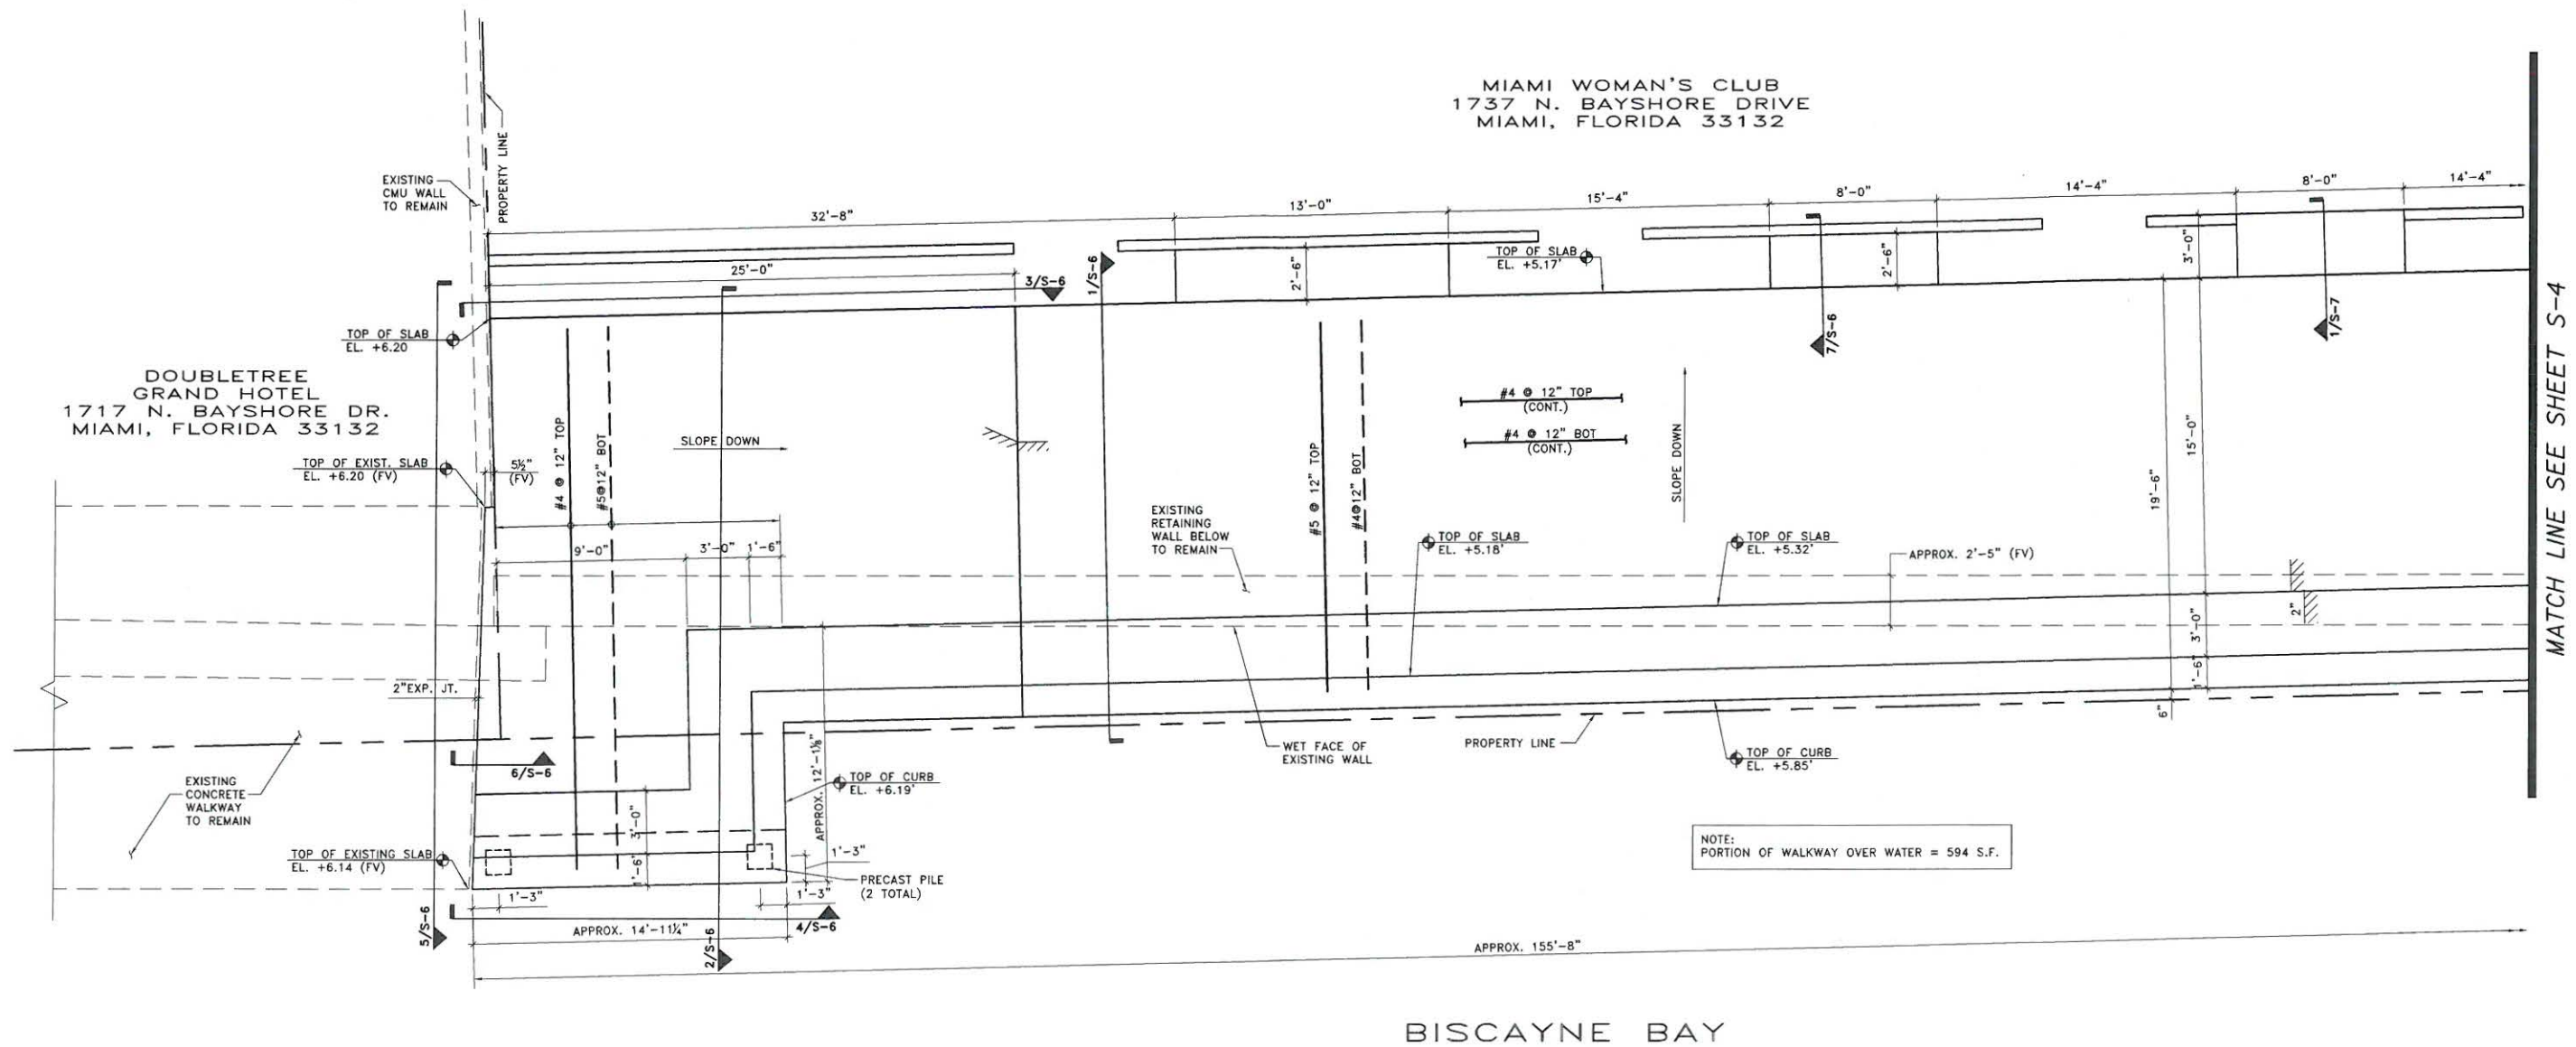 MIAMI WOMAN'S CLUB
1737 N. BAYSHORE DRIVE
MIAMI, FLORIDA 33132
PROPERTY LINE
EXISTING
CMU WALL
TO REMAIN
32'-8"
13'-0"
15'-4"
8'-0"
14'-4"
8'-0"
14'-4"
25'-0"
3/S-6
1/S-6
2'-6"
TOP OF SLAB
EL. +5.17'
2'-6"
3'-0"
7/S-6
1/S-7
MATCH LINE SEE SHEET S-4
TOP OF SLAB
EL. +6.20
DOUBLETREE
GRAND HOTEL
1717 N. BAYSHORE DR.
MIAMI, FLORIDA 33132
TOP OF EXIST. SLAB
EL. +6.20 (FV)
5½"
(FV)
#4 @ 12" TOP
#5@12" BOT
SLOPE DOWN
#5 @ 12" TOP
#4@12" BOT
#4 @ 12" TOP
(CONT.)
#4 @ 12" BOT
(CONT.)
SLOPE DOWN
15'-0"
19'-6"
9'-0"
3'-0"
1'-6"
EXISTING
RETAINING
WALL BELOW
TO REMAIN
TOP OF SLAB
EL. +5.18'
TOP OF SLAB
EL. +5.32'
APPROX. 2'-5" (FV)
2"
3'-0"
1'-6"
6"
2"EXP. JT.
WET FACE OF
EXISTING WALL
PROPERTY LINE
TOP OF CURB
EL. +5.85'
6/S-6
EXISTING
CONCRETE
WALKWAY
TO REMAIN
TOP OF CURB
EL. +6.19'
APPROX. 12'-1⅛"
3'-0"
1'-6"
1'-3"
TOP OF EXISTING SLAB
EL. +6.14 (FV)
PRECAST PILE
(2 TOTAL)
1'-3"
1'-3"
NOTE:
PORTION OF WALKWAY OVER WATER = 594 S.F.
5/S-6
APPROX. 14'-11¼"
4/S-6
2/S-6
APPROX. 155'-8"
BISCAYNE BAY